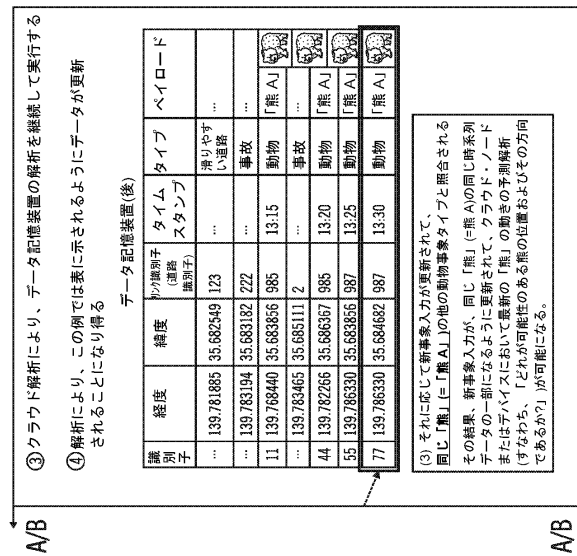 A/B
③クラウド解析により、データ記憶装置の解析を継続して実行する
④解析により、この例では表に示されるようにデータが更新
されることになり得る
データ記憶装置(後)
識別子 経度 緯度 リンク識別子(道路識別子) タイムスタンプ タイプ ペイロード
... 139.781885 35.682549 123 ... 滑りやすい道路 ...
... 139.783194 35.683182 222 ... 事故 ...
11 139.768440 35.683856 985 13:15 動物 「熊 A」
... 139.783465 35.685111 2 ... 事故 ...
44 139.782266 35.686367 985 13:20 動物 「熊 A」
55 139.786330 35.683856 987 13:25 動物 「熊 A」
77 139.786330 35.684682 987 13:30 動物 「熊 A」
(3) それに応じて新事象入力が更新されて、
同じ「熊」(=「熊 A」)の他の動物事象タイプと照合される
その結果、新事象入力が、同じ「熊」(=熊 A)の同じ時系列
データの一部になるように更新されて、クラウド・ノード
またはデバイスにおいて最新の「熊」の動きの予測解析
(すなわち、「どれが可能性のある熊の位置およびその方向
であるか?」)が可能になる。
A/B